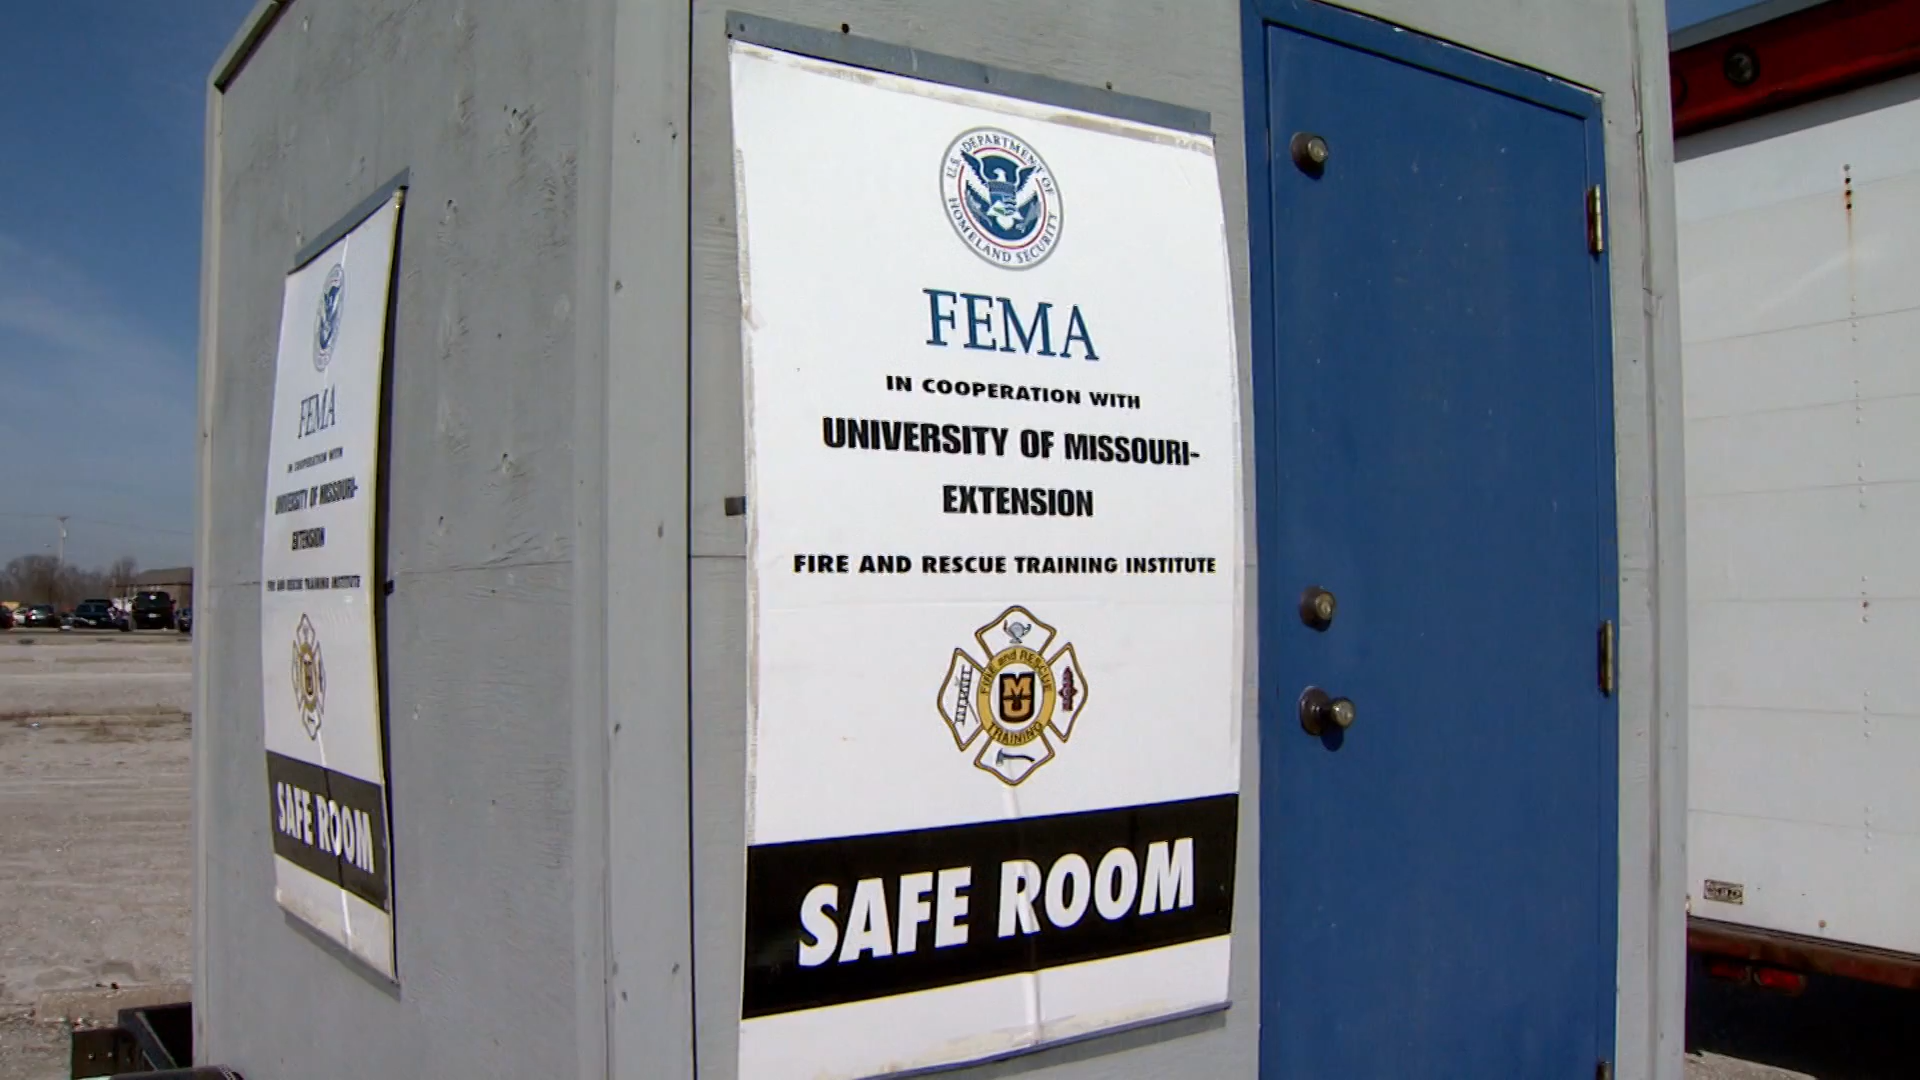 U.S. DEPARTMENT OF
HOMELAND SECURITY
FEMA
IN COOPERATION WITH
UNIVERSITY OF MISSOURI-
EXTENSION
FIRE AND RESCUE TRAINING INSTITUTE
FIRE and RESCUE
MU
TRAINING
SAFE ROOM
FEMA
IN COOPERATION WITH
UNIVERSITY OF MISSOURI-
EXTENSION
FIRE AND RESCUE TRAINING INSTITUTE
MU
SAFE ROOM